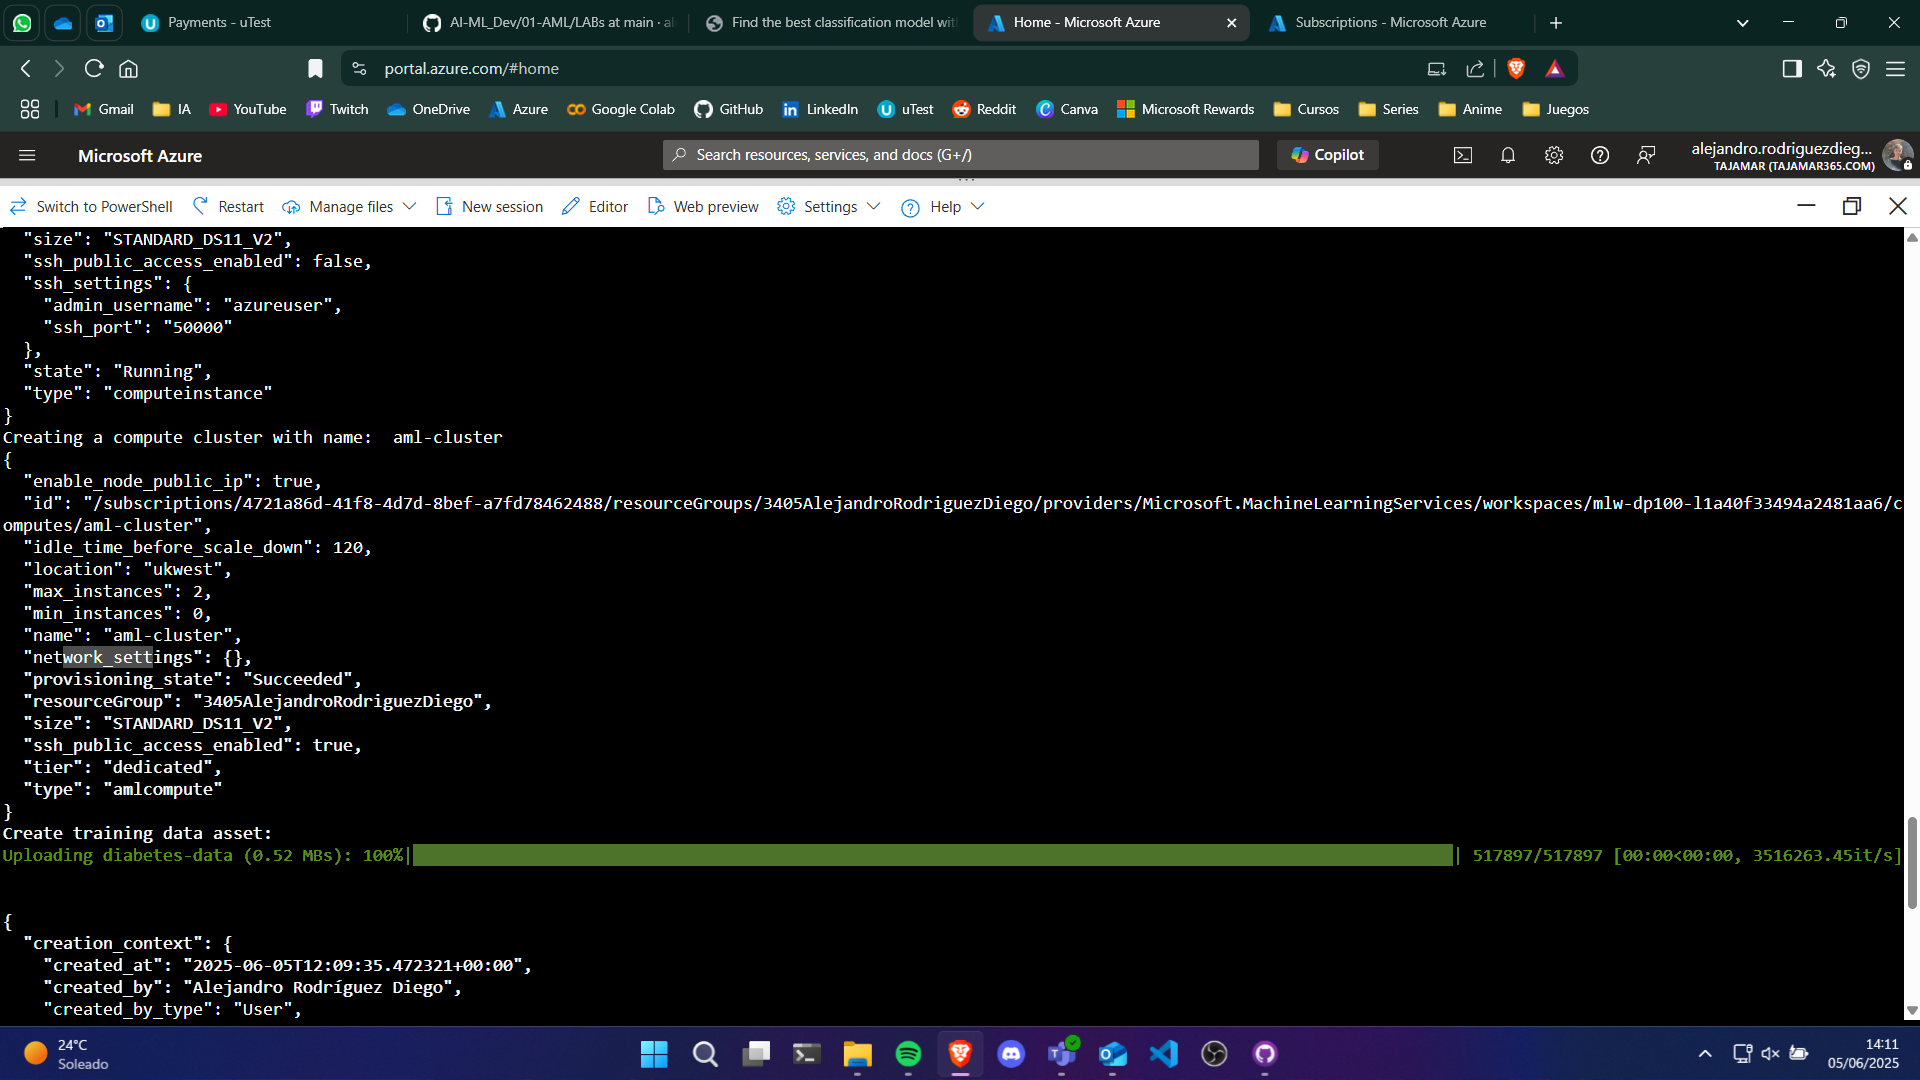 Payments - uTest
AI-ML_Dev/01-AML/LABs at main ·
Find the best classification model
Home - Microsoft Azure
Subscriptions - Microsoft Azure
portal.azure.com/#home
Gmail
IA
YouTube
Twitch
OneDrive
Azure
Google Colab
GitHub
LinkedIn
uTest
Reddit
Canva
Microsoft Rewards
Cursos
Series
Anime
Juegos
Microsoft Azure
Search resources, services, and docs (G+/)
Copilot
alejandro.rodriguezdieg...
TAJAMAR (TAJAMAR365.COM)
Switch to PowerShell
Restart
Manage files
New session
Editor
Web preview
Settings
Help
"size": "STANDARD_DS11_V2",
"ssh_public_access_enabled": false,
"ssh_settings": {
"admin_username": "azureuser",
"ssh_port": "50000"
},
"state": "Running",
"type": "computeinstance"
}
Creating a compute cluster with name:  aml-cluster
{
"enable_node_public_ip": true,
"id": "/subscriptions/4721a86d-41f8-4d7d-8bef-a7fd78462488/resourceGroups/3405AlejandroRodriguezDiego/providers/Microsoft.MachineLearningServices/workspaces/mlw-dp100-l1a40f33494a2481aa6/c
omputes/aml-cluster",
"idle_time_before_scale_down": 120,
"location": "ukwest",
"max_instances": 2,
"min_instances": 0,
"name": "aml-cluster",
"network_settings": {},
"provisioning_state": "Succeeded",
"resourceGroup": "3405AlejandroRodriguezDiego",
"size": "STANDARD_DS11_V2",
"ssh_public_access_enabled": true,
"tier": "dedicated",
"type": "amlcompute"
}
Create training data asset:
Uploading diabetes-data (0.52 MBs): 100%| | 517897/517897 [00:00<00:00, 3516263.45it/s]
{
"creation_context": {
"created_at": "2025-06-05T12:09:35.472321+00:00",
"created_by": "Alejandro Rodríguez Diego",
"created_by_type": "User",
24°C
Soleado
14:11
05/06/2025